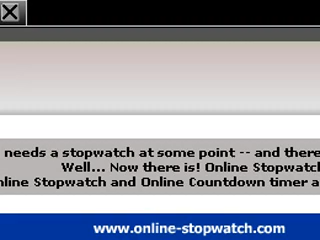 needs a stopwatch at some point -- and there
Well... Now there is! Online Stopwatch
nline Stopwatch and Online Countdown timer a
www.online-stopwatch.com